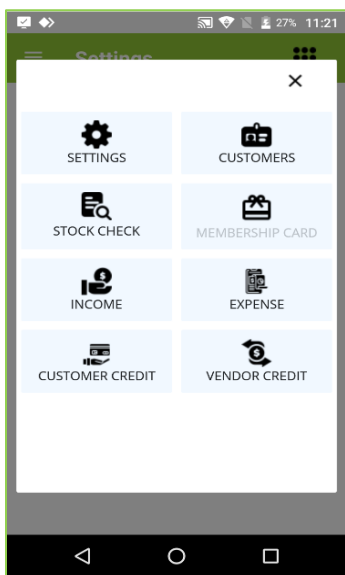 27% 11:21
Settings
SETTINGS
CUSTOMERS
STOCK CHECK
MEMBERSHIP CARD
INCOME
EXPENSE
CUSTOMER CREDIT
VENDOR CREDIT